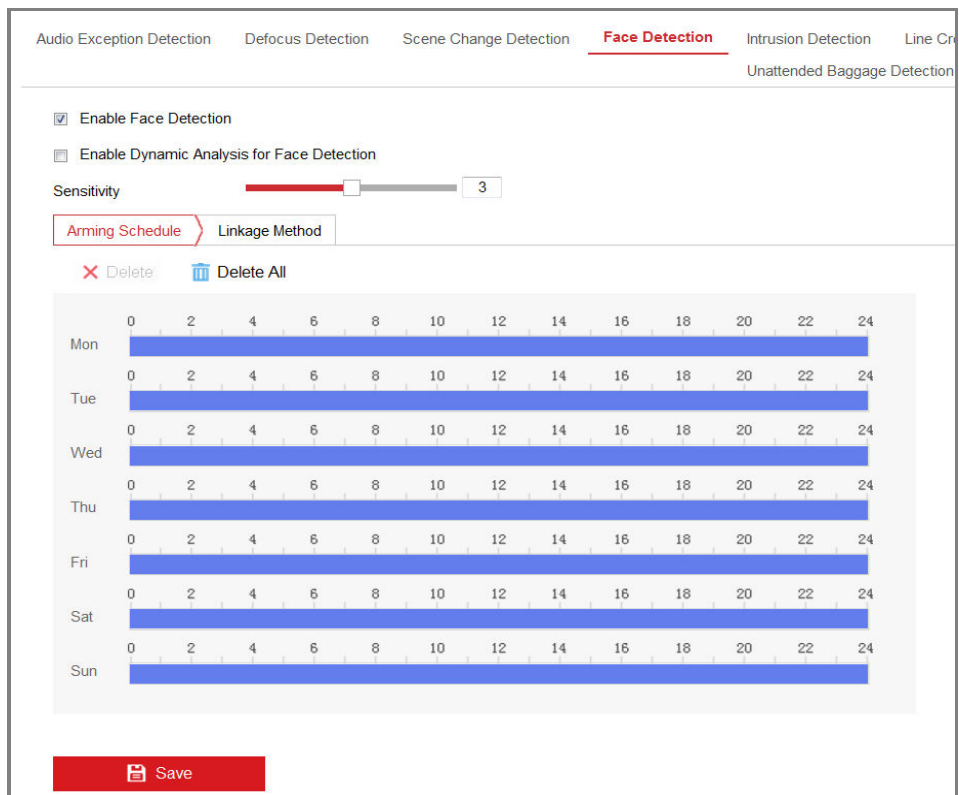 Audio Exception Detection Defocus Detection Scene Change Detection Face Detection Intrusion Detection Line Cr
Unattended Baggage Detection
Enable Face Detection
Enable Dynamic Analysis for Face Detection
Sensitivity 3
Arming Schedule Linkage Method
Delete Delete All
0 2 4 6 8 10 12 14 16 18 20 22 24
Mon
0 2 4 6 8 10 12 14 16 18 20 22 24
Tue
0 2 4 6 8 10 12 14 16 18 20 22 24
Wed
0 2 4 6 8 10 12 14 16 18 20 22 24
Thu
0 2 4 6 8 10 12 14 16 18 20 22 24
Fri
0 2 4 6 8 10 12 14 16 18 20 22 24
Sat
0 2 4 6 8 10 12 14 16 18 20 22 24
Sun
Save